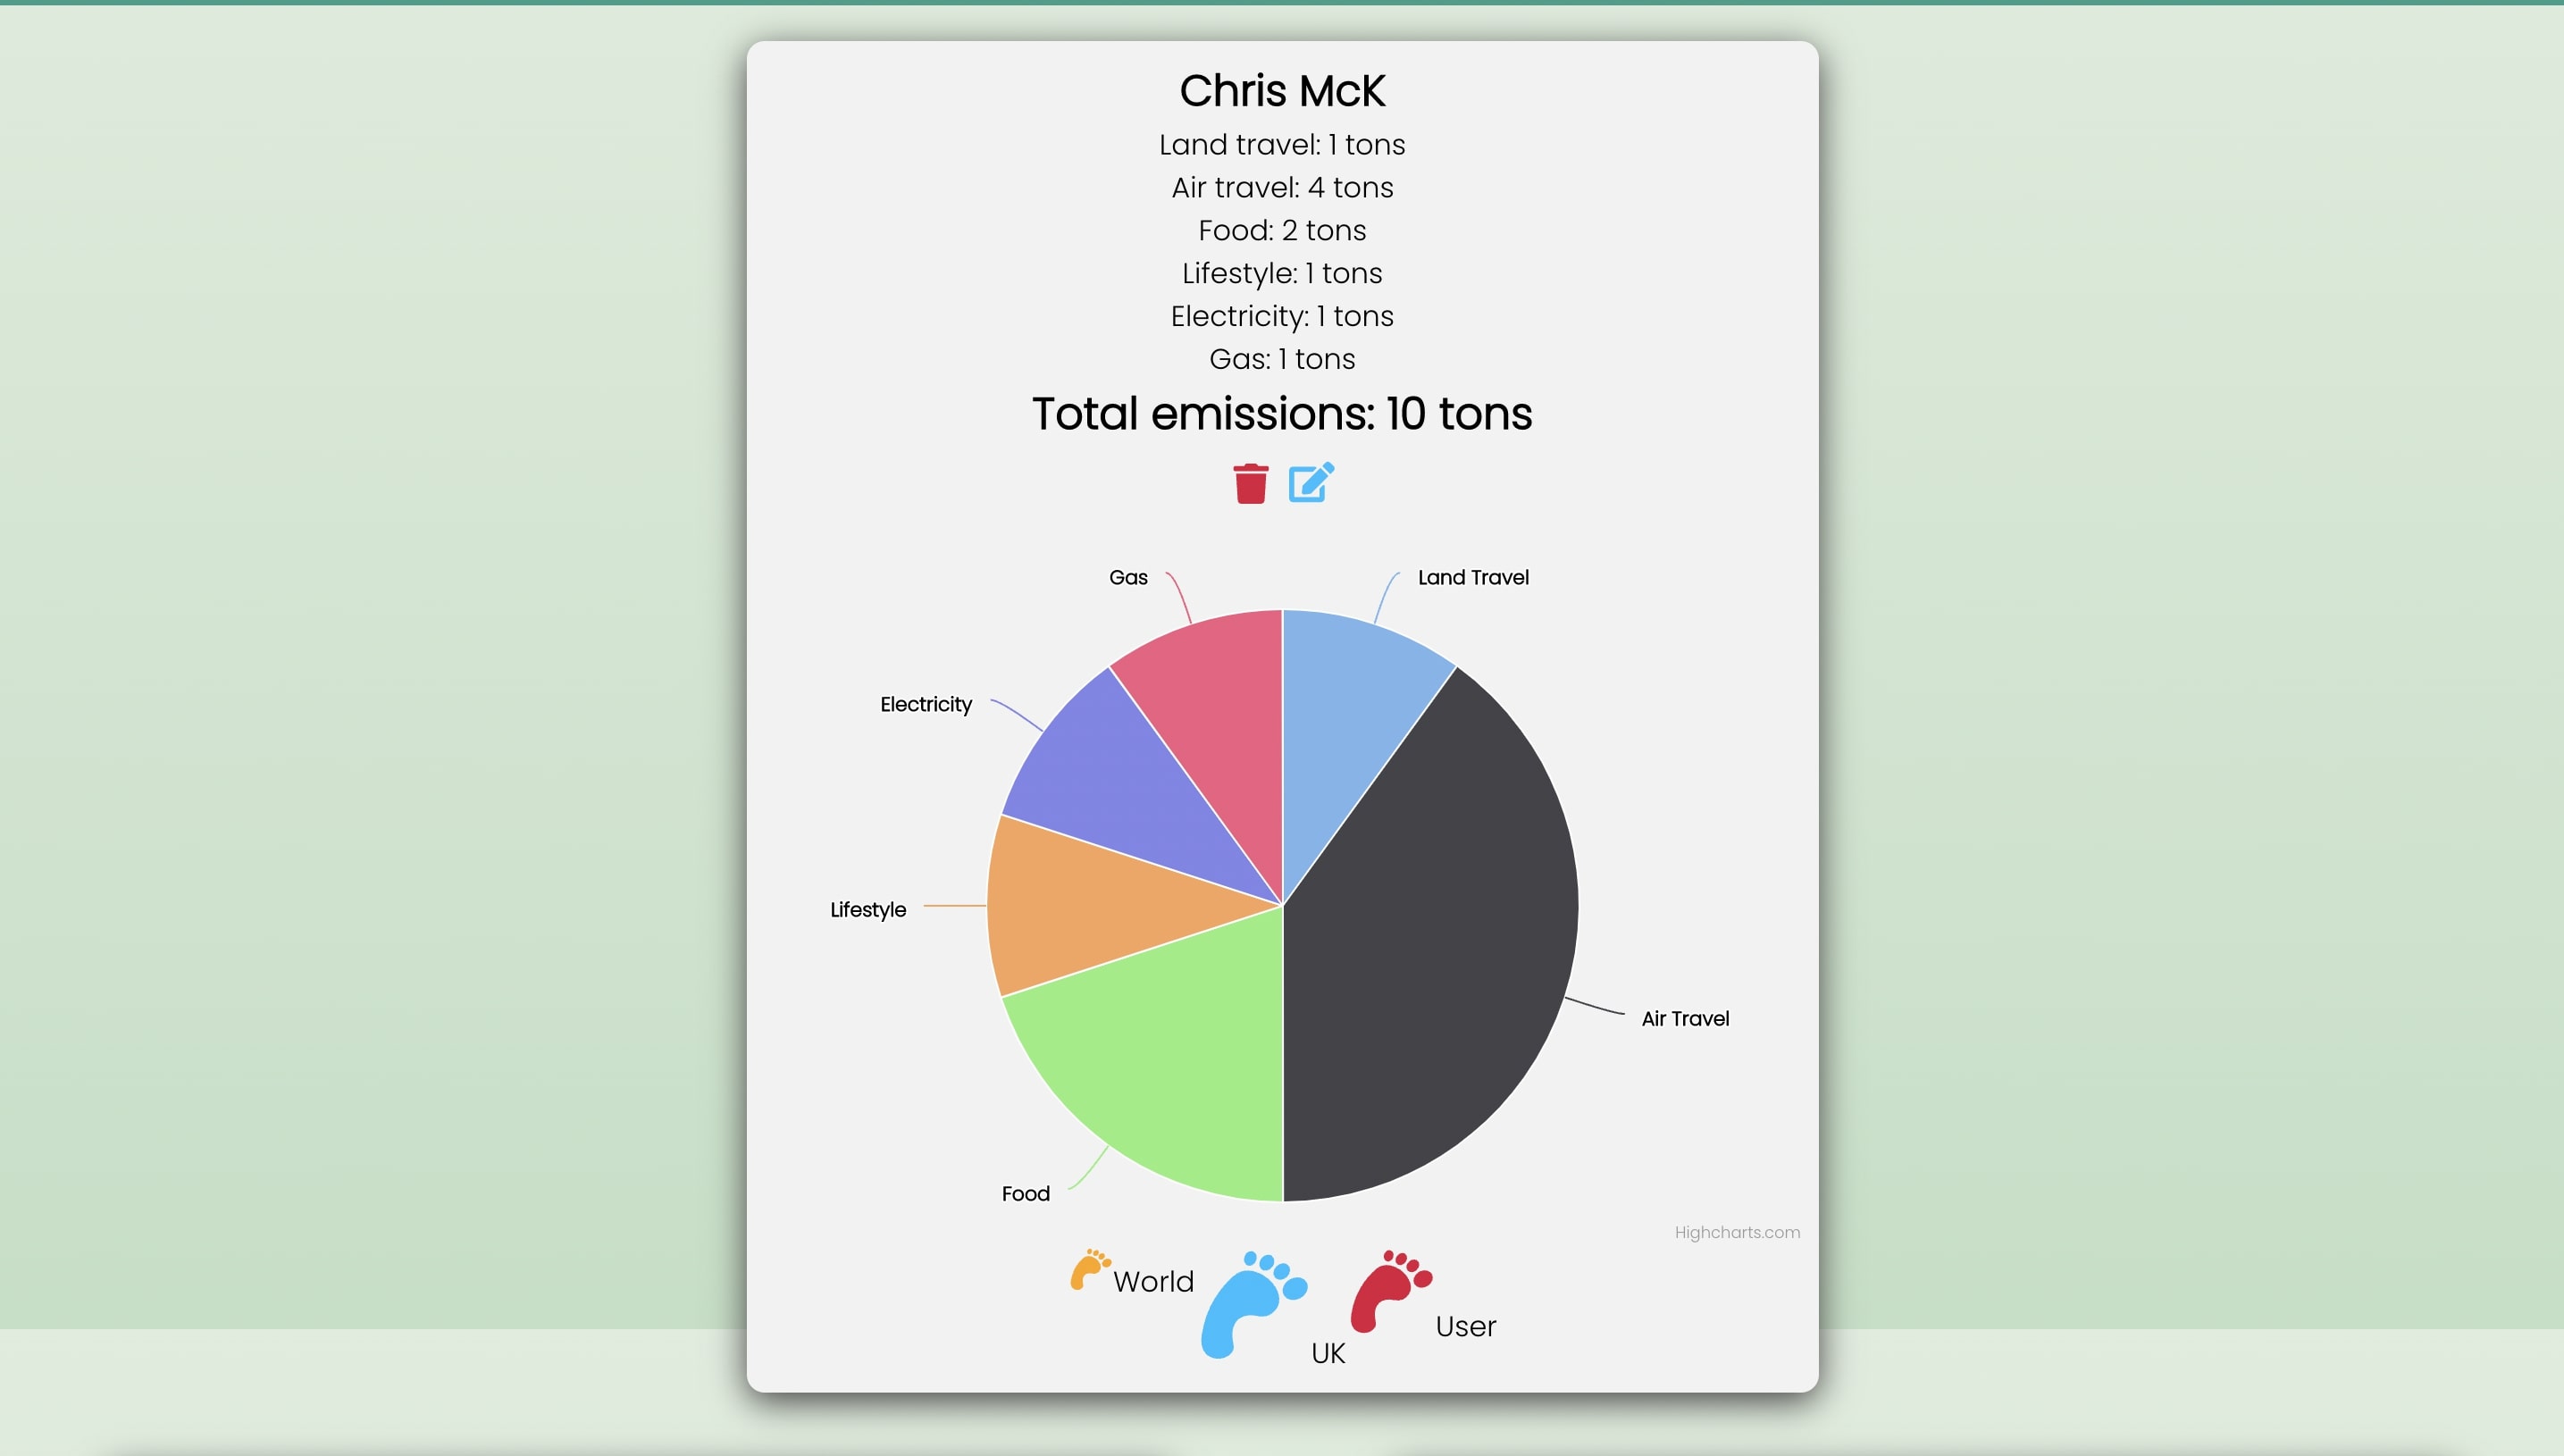 Chris McK
Land travel: 1 tons
Air travel: 4 tons
Food: 2 tons
Lifestyle: 1 tons
Electricity: 1 tons
Gas: 1 tons
Total emissions: 10 tons
Gas
Land Travel
Electricity
Lifestyle
Air Travel
Food
Highcharts.com
World
UK
User